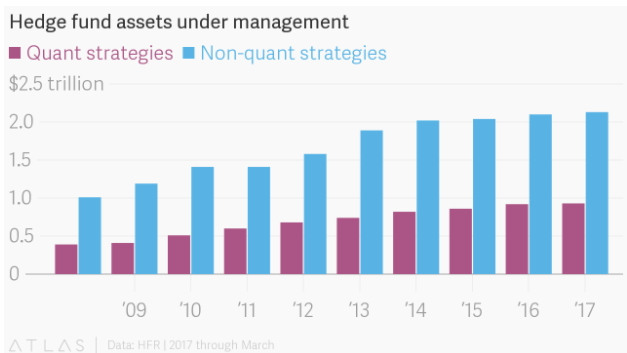 Hedge fund assets under management
Quant strategies Non-quant strategies
$2.5 trillion
2.0
1.5
1.0
0.5
0
'09 '10 '11 '12 '13 '14 '15 '16 '17
ATLAS | Data: HFR | 2017 through March